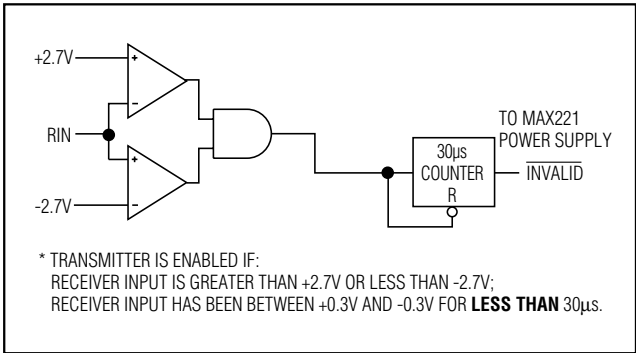 +2.7V
+
−
RIN
+
−
-2.7V
TO MAX221
POWER SUPPLY
30µs
COUNTER
R
INVALID
* TRANSMITTER IS ENABLED IF:
RECEIVER INPUT IS GREATER THAN +2.7V OR LESS THAN -2.7V;
RECEIVER INPUT HAS BEEN BETWEEN +0.3V AND -0.3V FOR LESS THAN 30µs.